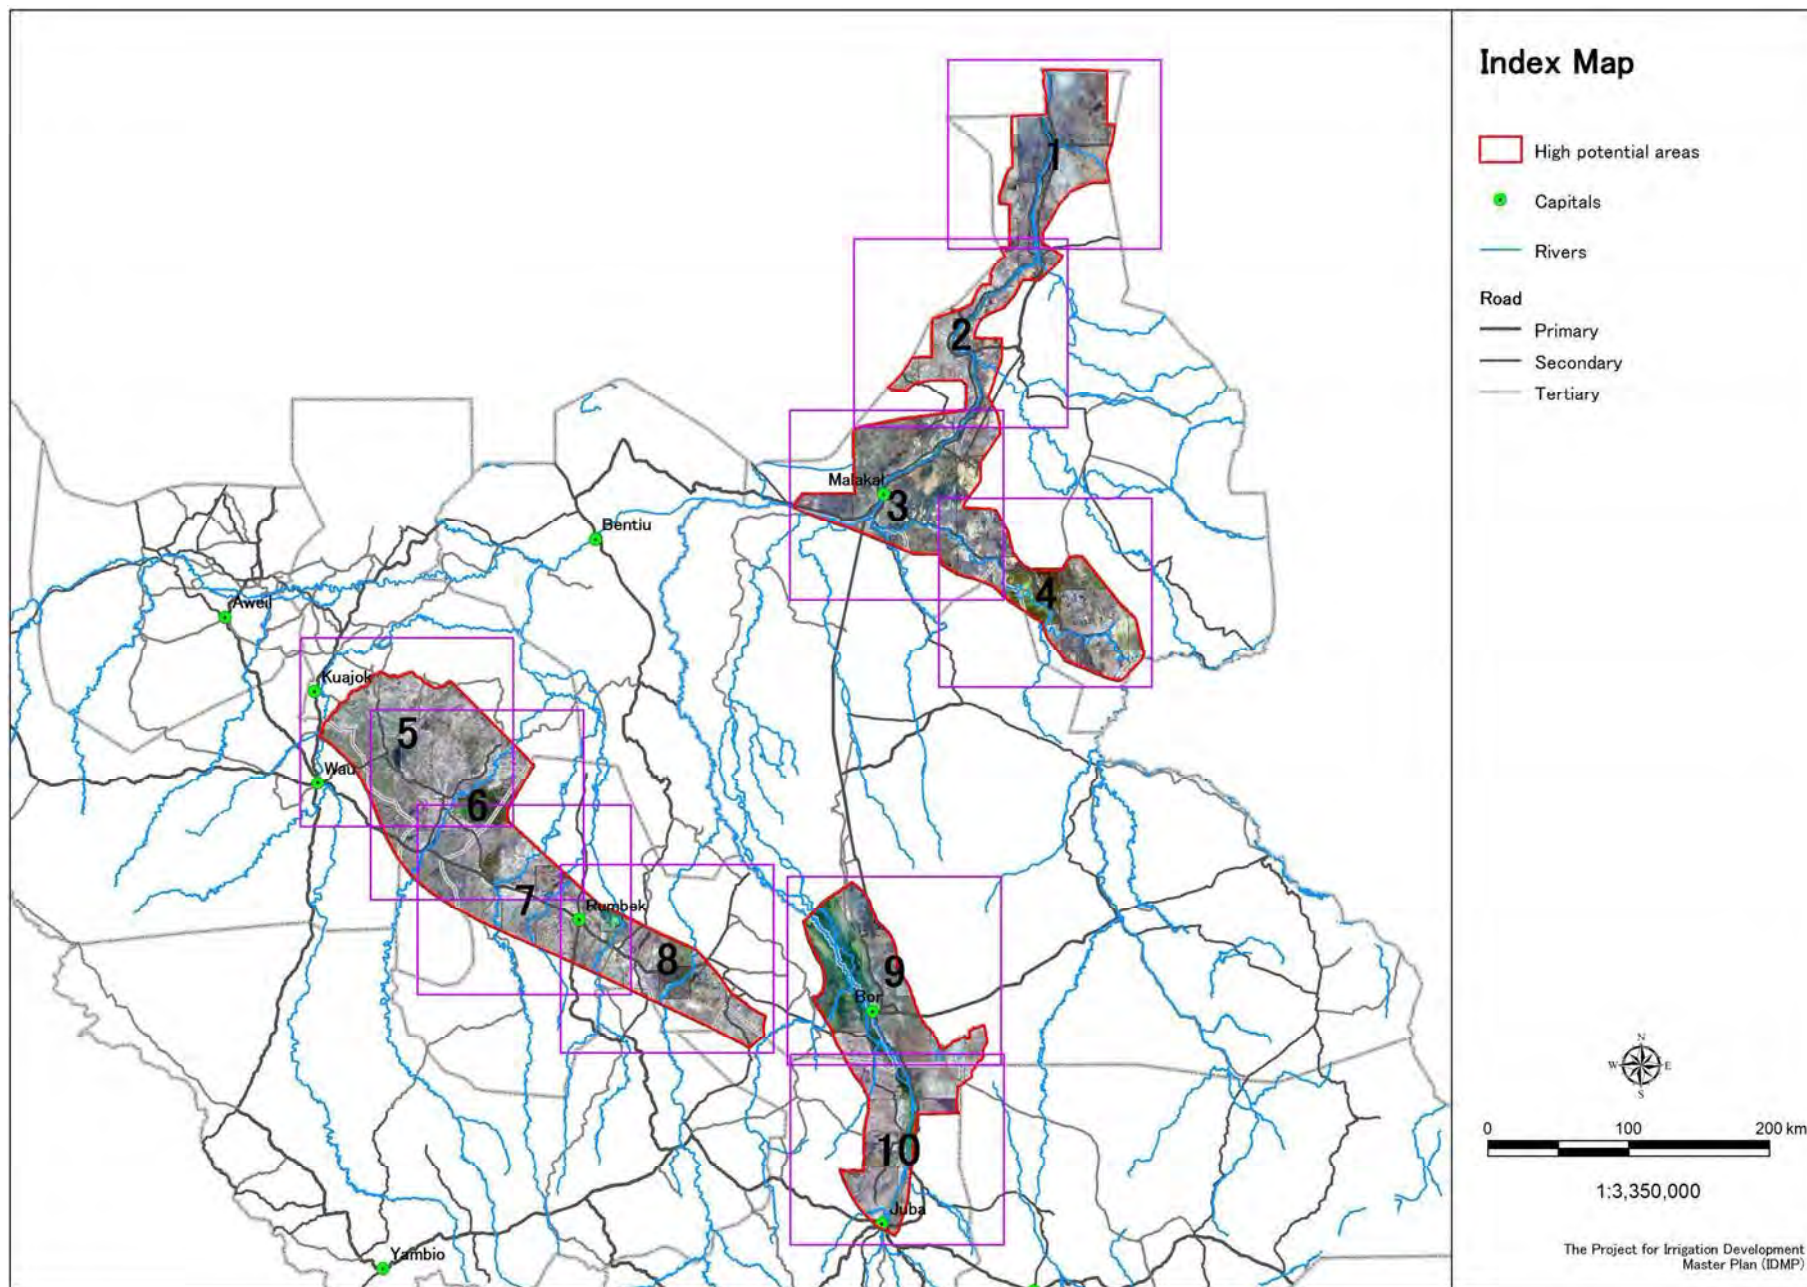 Index Map
High potential areas
Capitals
Rivers
Road
Primary
Secondary
Tertiary
1
2
Malakal
3
Bentiu
4
Aweil
Kuajok
5
Wau
6
7
Rumbek
8
9
Bor
10
Juba
Yambio
N
W
E
S
0 100 200 km
1:3,350,000
The Project for Irrigation Development
Master Plan (IDMP)